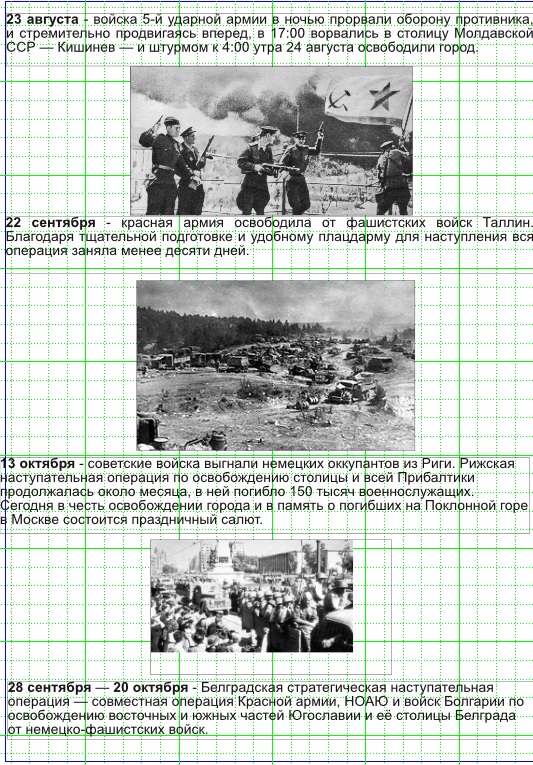 23 августа - войска 5-й ударной армии в ночью прорвали оборону противника,
и стремительно продвигаясь вперед, в 17:00 ворвались в столицу Молдавской
ССР — Кишинев — и штурмом к 4:00 утра 24 августа освободили город.
22 сентября - красная армия освободила от фашистских войск Таллин.
Благодаря тщательной подготовке и удобному плацдарму для наступления вся
операция заняла менее десяти дней.
13 октября - советские войска выгнали немецких оккупантов из Риги. Рижская
наступательная операция по освобождению столицы и всей Прибалтики
продолжалась около месяца, в ней погибло 150 тысяч военнослужащих.
Сегодня в честь освобождении города и в память о погибших на Поклонной горе
в Москве состоится праздничный салют.
28 сентября — 20 октября - Белградская стратегическая наступательная
операция — совместная операция Красной армии, НОАЮ и войск Болгарии по
освобождению восточных и южных частей Югославии и её столицы Белграда
от немецко-фашистских войск.